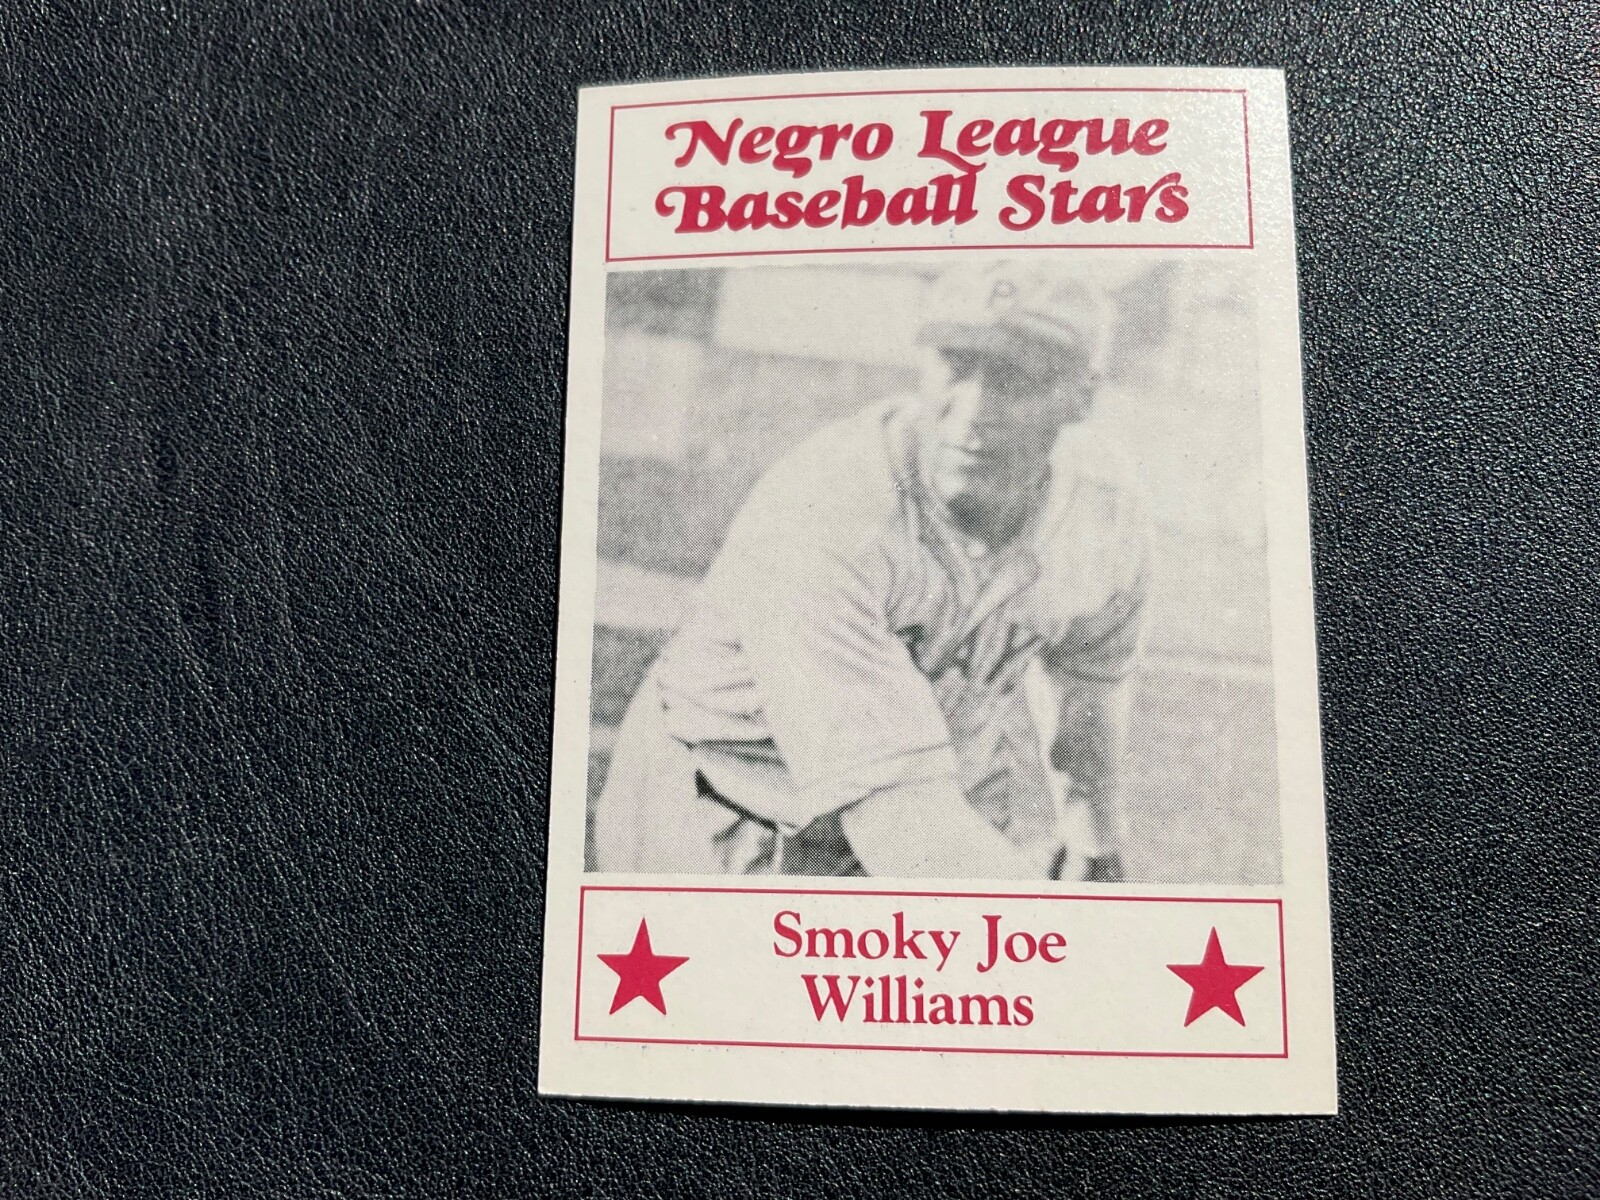 Negro League
Baseball Stars
P
Smoky Joe
Williams